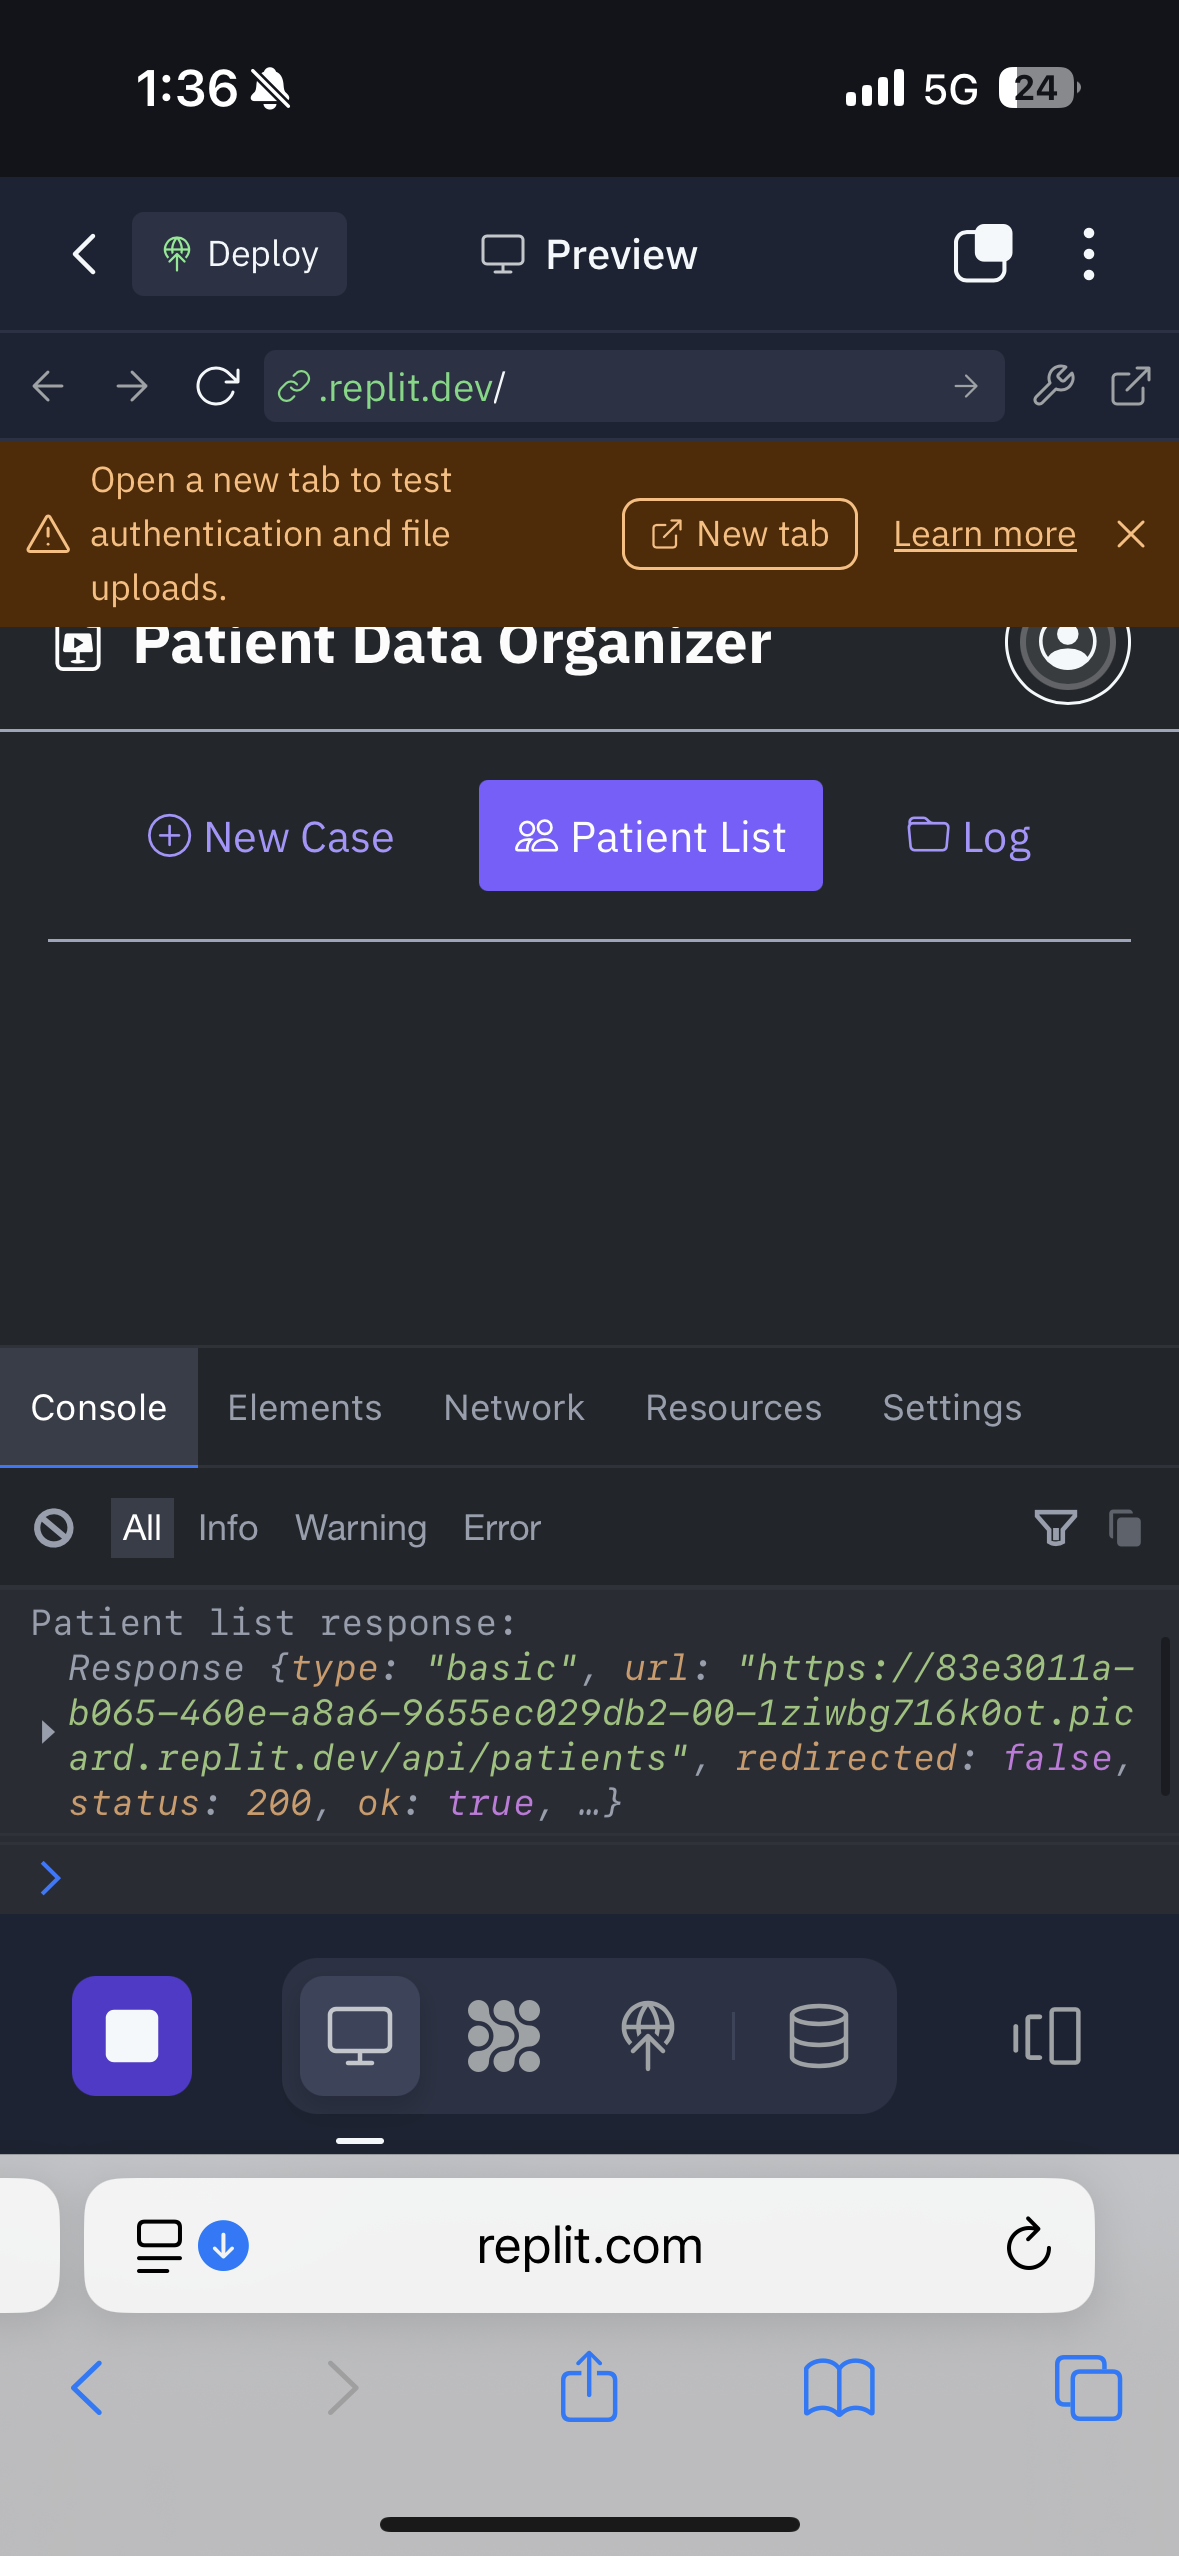 1:36
5G
24
Deploy
Preview
.replit.dev/
Open a new tab to test
authentication and file
uploads.
New tab
Learn more
Patient Data Organizer
New Case
Patient List
Log
Console
Elements
Network
Resources
Settings
All
Info
Warning
Error
Patient list response:
Response {type: "basic", url: "https://83e3011a-
b065-460e-a8a6-9655ec029db2-00-1ziwbg716k0ot.pic
ard.replit.dev/api/patients", redirected: false,
status: 200, ok: true, …}
replit.com